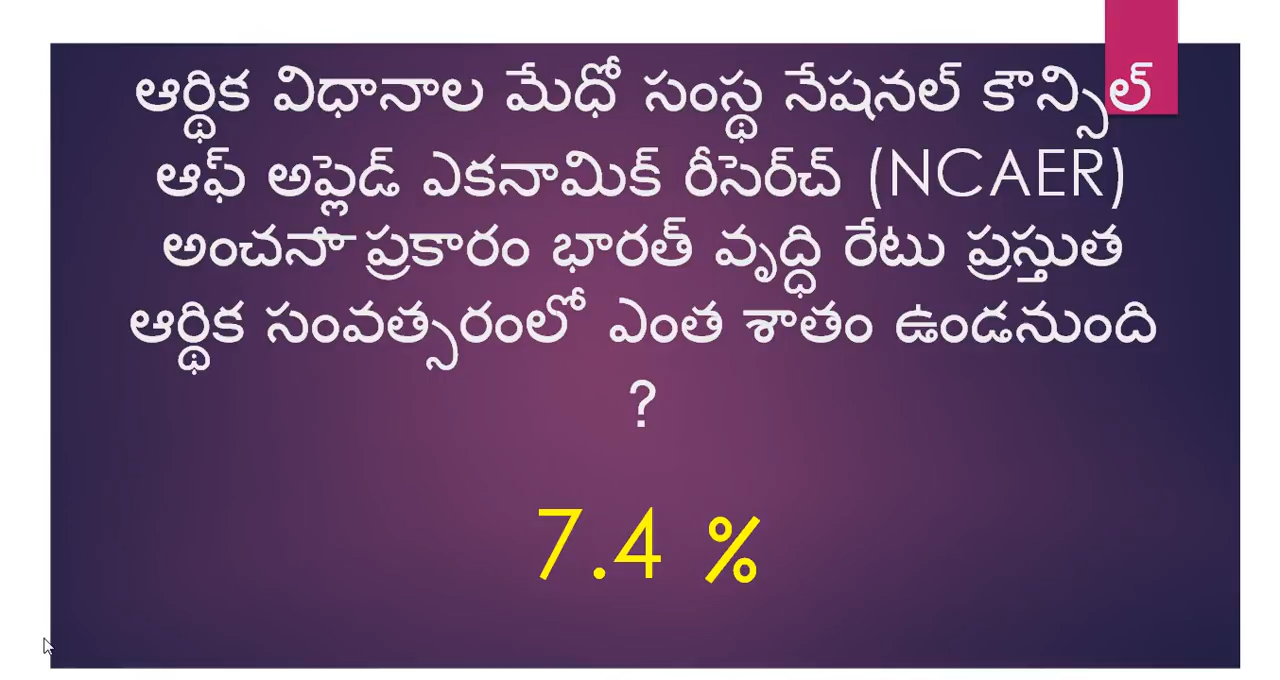 ఆర్థిక విధానాల మేధో సంస్థ నేషనల్ కౌన్సిల్
ఆఫ్ అప్లైడ్ ఎకనామిక్ రీసెర్చ్ (NCAER)
అంచనా ప్రకారం భారత్ వృద్ధి రేటు ప్రస్తుత
ఆర్థిక సంవత్సరంలో ఎంత శాతం ఉండనుంది
?
7.4 %